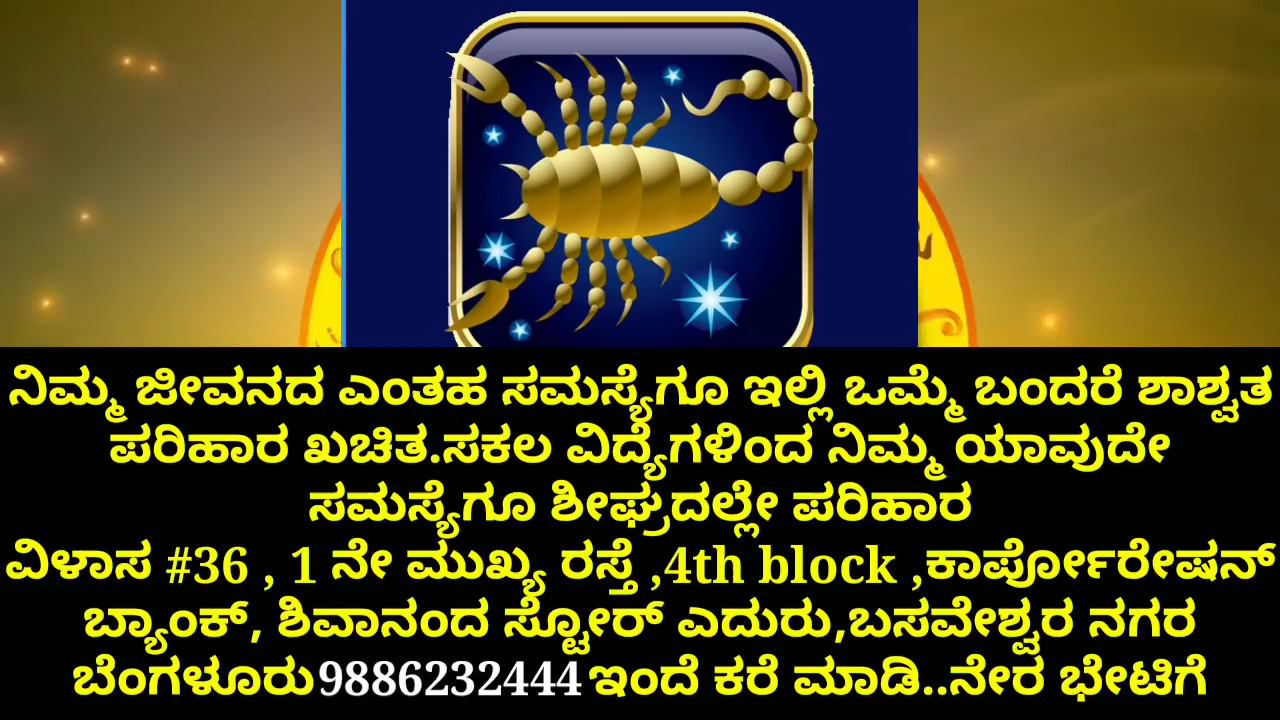 ನಿಮ್ಮ ಜೀವನದ ಎಂತಹ ಸಮಸ್ಯೆಗೂ ಇಲ್ಲಿ ಒಮ್ಮೆ ಬಂದರೆ ಶಾಶ್ವತ
ಪರಿಹಾರ ಖಚಿತ.ಸಕಲ ವಿದ್ಯೆಗಳಿಂದ ನಿಮ್ಮ ಯಾವುದೇ
ಸಮಸ್ಯೆಗೂ ಶೀಘ್ರದಲ್ಲೇ ಪರಿಹಾರ
ವಿಳಾಸ #36 , 1 ನೇ ಮುಖ್ಯ ರಸ್ತೆ ,4th block ,ಕಾರ್ಪೋರೇಷನ್
ಬ್ಯಾಂಕ್, ಶಿವಾನಂದ ಸ್ಟೋರ್ ಎದುರು,ಬಸವೇಶ್ವರ ನಗರ
ಬೆಂಗಳೂರು9886232444 ಇಂದೆ ಕರೆ ಮಾಡಿ..ನೇರ ಭೇಟಿಗೆ